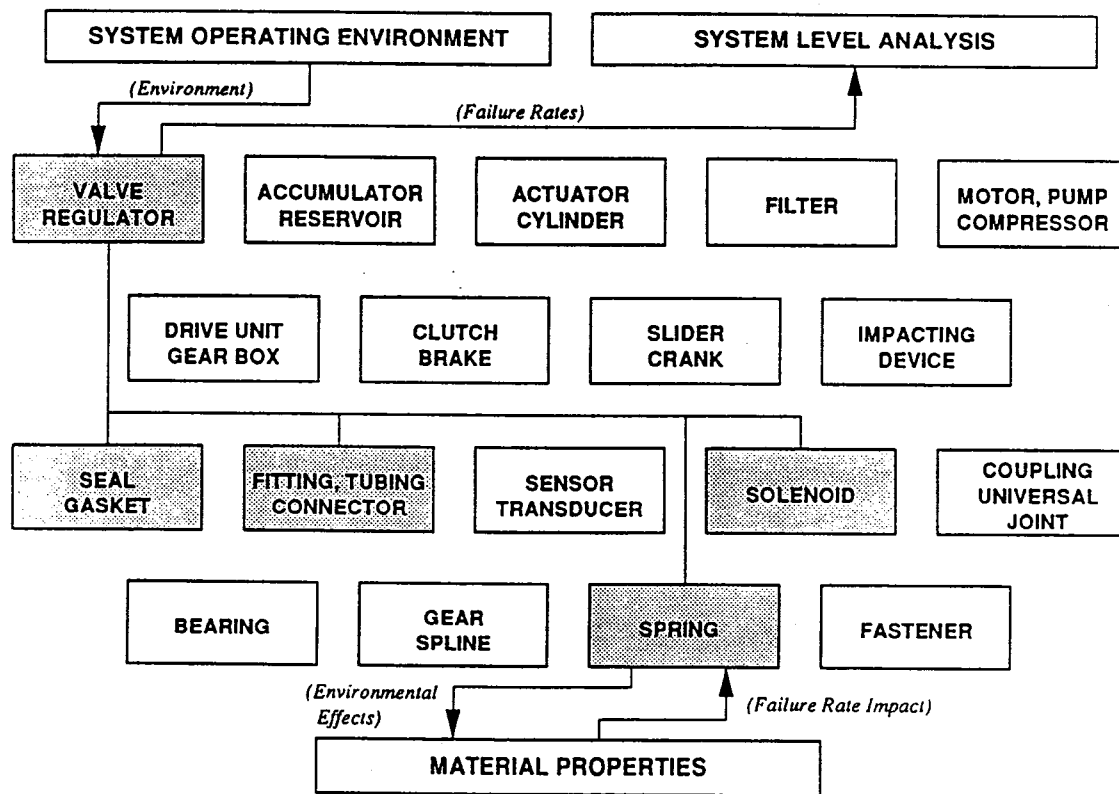 SYSTEM OPERATING ENVIRONMENT
SYSTEM LEVEL ANALYSIS
(Environment)
(Failure Rates)
VALVE
REGULATOR
ACCUMULATOR
RESERVOIR
ACTUATOR
CYLINDER
FILTER
MOTOR, PUMP
COMPRESSOR
DRIVE UNIT
GEAR BOX
CLUTCH
BRAKE
SLIDER
CRANK
IMPACTING
DEVICE
SEAL
GASKET
FITTING, TUBING
CONNECTOR
SENSOR
TRANSDUCER
SOLENOID
COUPLING
UNIVERSAL
JOINT
BEARING
GEAR
SPLINE
SPRING
FASTENER
(Environmental
Effects)
(Failure Rate Impact)
MATERIAL PROPERTIES